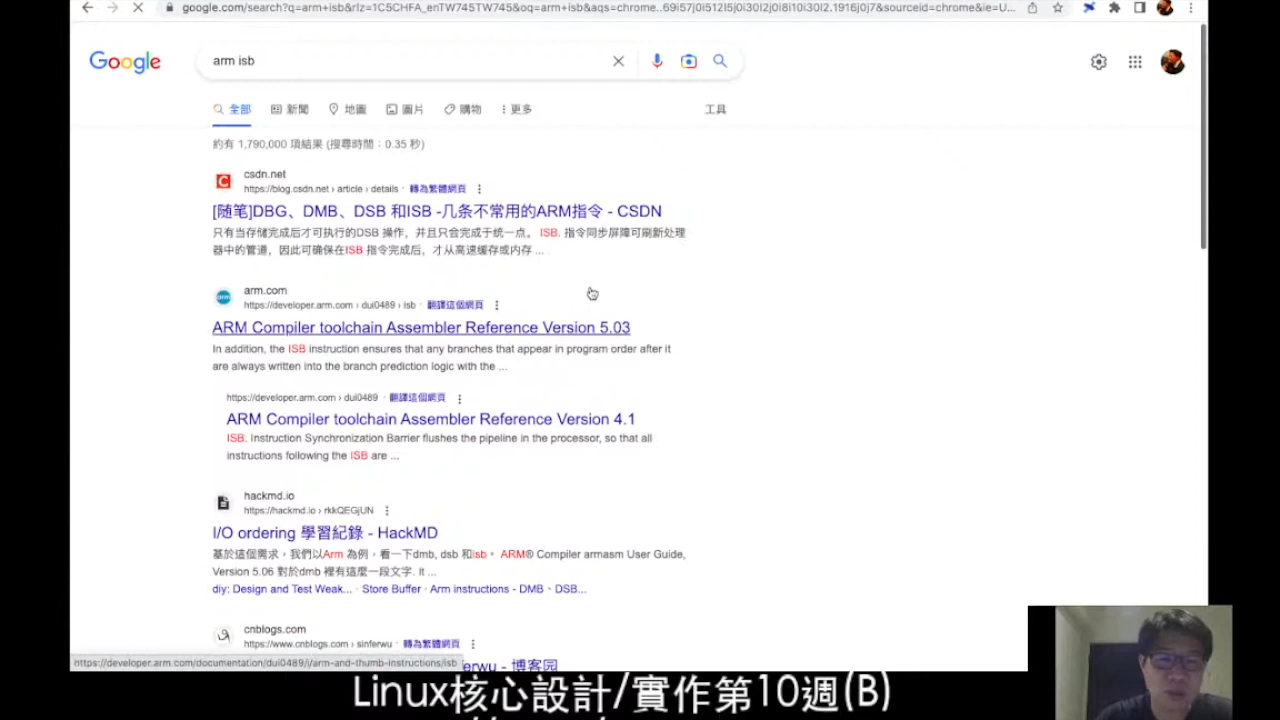 google.com/search?q=arm+isb&rlz=1C5CHFA_enTW745TW745&oq=arm+isb&aqs=chrome..69i57j0i512l5j0i30l2j0i8i10i30l2.1916j0j7&sourceid=chrome&ie=U...
Google
arm isb
全部 新聞 地圖 圖片 購物 更多 工具
約有 1,790,000 項結果 (搜尋時間：0.35 秒)
csdn.net
https://blog.csdn.net › article › details · 轉為繁體網頁
[随笔]DBG、DMB、DSB 和ISB -几条不常用的ARM指令 - CSDN
只有当存储完成后才可执行的DSB 操作，并且只会完成于统一点。 ISB. 指令同步屏障可刷新处理
器中的管道，因此可确保在ISB 指令完成后，才从高速缓存或内存 ...
arm.com
https://developer.arm.com › dui0489 › isb · 翻譯這個網頁
ARM Compiler toolchain Assembler Reference Version 5.03
In addition, the ISB instruction ensures that any branches that appear in program order after it
are always written into the branch prediction logic with the ...
https://developer.arm.com › dui0489 · 翻譯這個網頁
ARM Compiler toolchain Assembler Reference Version 4.1
ISB. Instruction Synchronization Barrier flushes the pipeline in the processor, so that all
instructions following the ISB are ...
hackmd.io
https://hackmd.io › rkkQEGjUN
I/O ordering 學習紀錄 - HackMD
基於這個需求，我們以Arm 為例，看一下dmb, dsb 和isb。 ARM® Compiler armasm User Guide,
Version 5.06 對於dmb 裡有這麼一段文字. It ...
diy: Design and Test Weak... · Store Buffer · Arm instructions - DMB、DSB...
cnblogs.com
https://www.cnblogs.com › sinferwu · 轉為繁體網頁
erwu - 博客园
https://developer.arm.com/documentation/dui0489/i/arm-and-thumb-instructions/isb
Linux核心設計/實作第10週(B)